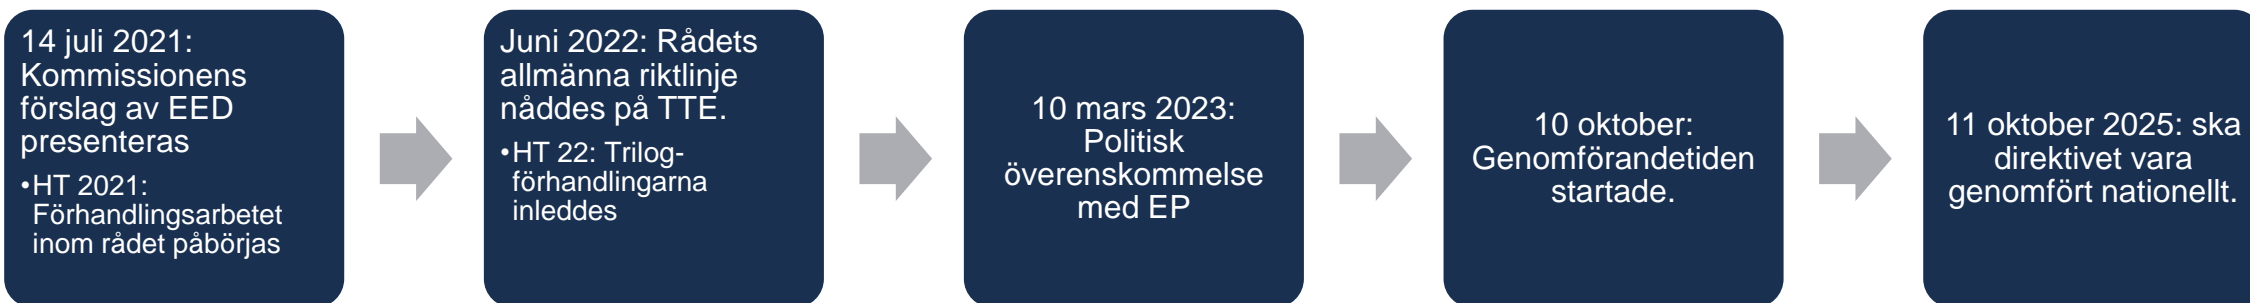 14 juli 2021:
Kommissionens
förslag av EED
presenteras
•HT 2021:
Förhandlingsarbetet
inom rådet påbörjas
Juni 2022: Rådets
allmänna riktlinje
nåddes på TTE.
•HT 22: Trilog-
förhandlingarna
inleddes
10 mars 2023:
Politisk
överenskommelse
med EP
10 oktober:
Genomförandetiden
startade.
11 oktober 2025: ska
direktivet vara
genomfört nationellt.